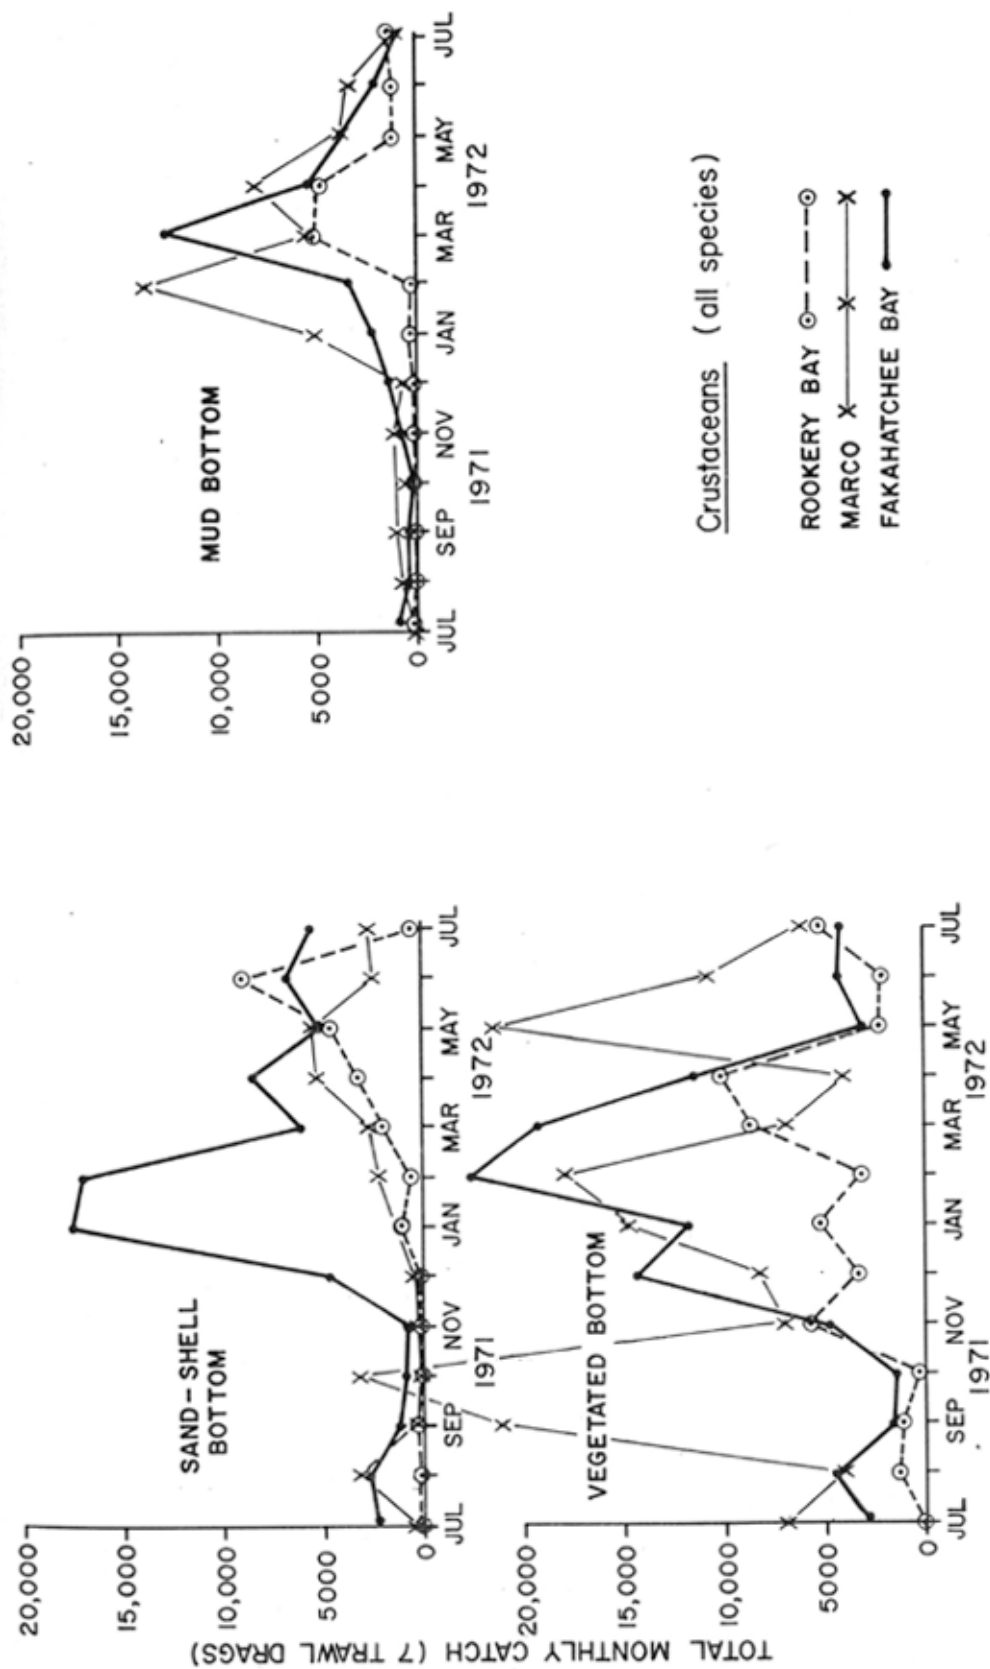 TOTAL MONTHLY CATCH (7 TRAWL DRAGS)
20,000
15,000
10,000
5000
0
SAND-SHELL
BOTTOM
JUL SEP NOV JAN MAR MAY JUL
1971 1972
20,000
15,000
10,000
5000
0
VEGETATED BOTTOM
JUL SEP NOV JAN MAR MAY JUL
1971 1972
20,000
15,000
10,000
5000
0
MUD BOTTOM
JUL SEP NOV JAN MAR MAY JUL
1971 1972
Crustaceans (all species)
ROOKERY BAY
MARCO
FAKAHATCHEE BAY